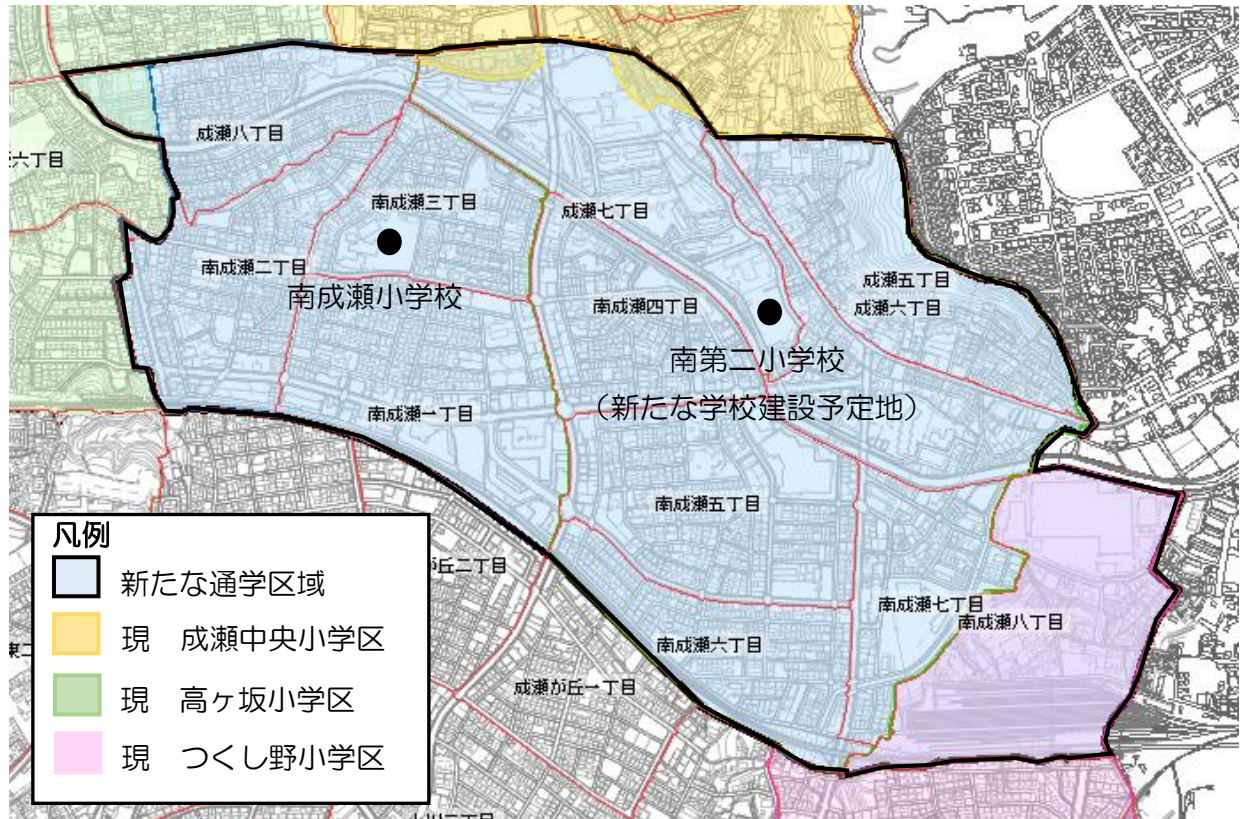 成瀬八丁目
六丁目
南成瀬三丁目
成瀬七丁目
南成瀬二丁目
南成瀬小学校
南成瀬四丁目
成瀬五丁目
成瀬六丁目
南第二小学校
（新たな学校建設予定地）
南成瀬一丁目
南成瀬五丁目
が丘二丁目
南成瀬七丁目
南成瀬八丁目
南成瀬六丁目
成瀬が丘一丁目
凡例
新たな通学区域
現 成瀬中央小学区
現 高ヶ坂小学区
現 つくし野小学区